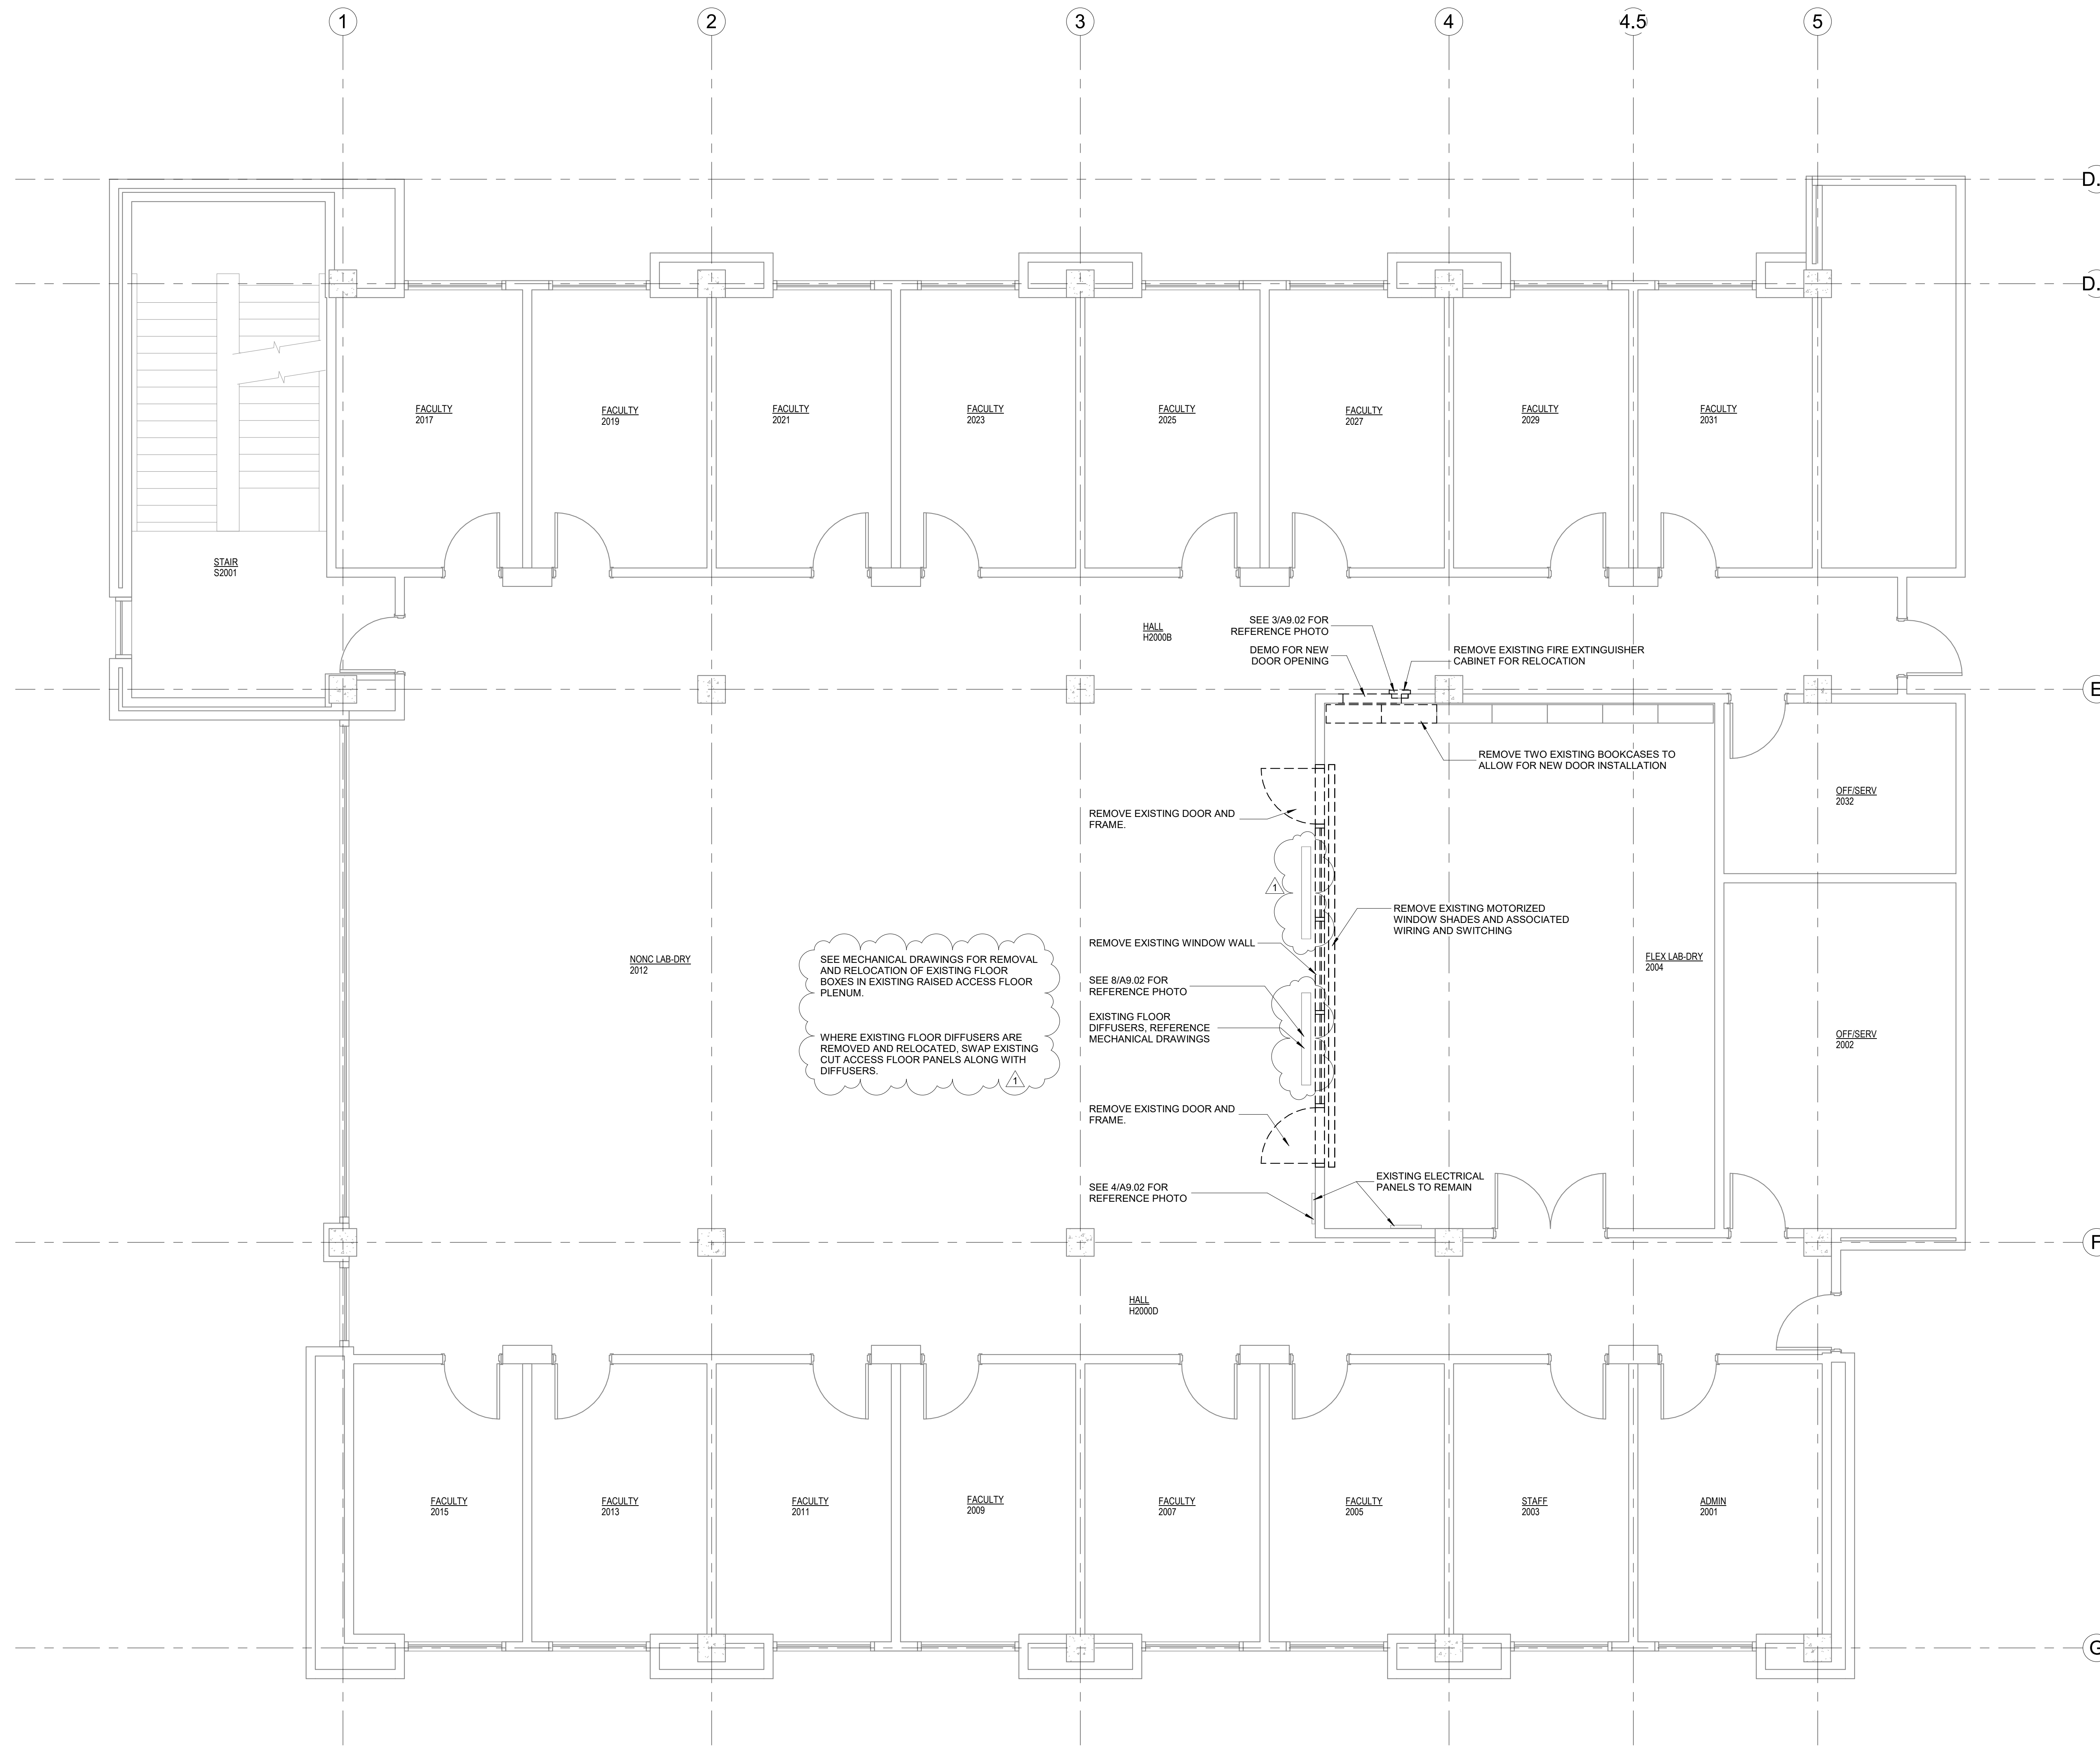 1
2
3
4
4.5
5
D.
D.
FACULTY
2017
FACULTY
2019
FACULTY
2021
FACULTY
2023
FACULTY
2025
FACULTY
2027
FACULTY
2029
FACULTY
2031
STAIR
S2001
HALL
H2000B
SEE 3/A9.02 FOR
REFERENCE PHOTO
DEMO FOR NEW
DOOR OPENING
REMOVE EXISTING FIRE EXTINGUISHER
CABINET FOR RELOCATION
E
REMOVE TWO EXISTING BOOKCASES TO
ALLOW FOR NEW DOOR INSTALLATION
OFF/SERV
2032
REMOVE EXISTING DOOR AND
FRAME.
1
REMOVE EXISTING MOTORIZED
WINDOW SHADES AND ASSOCIATED
WIRING AND SWITCHING
REMOVE EXISTING WINDOW WALL
NONC LAB-DRY
2012
SEE MECHANICAL DRAWINGS FOR REMOVAL
AND RELOCATION OF EXISTING FLOOR
BOXES IN EXISTING RAISED ACCESS FLOOR
PLENUM.
WHERE EXISTING FLOOR DIFFUSERS ARE
REMOVED AND RELOCATED, SWAP EXISTING
CUT ACCESS FLOOR PANELS ALONG WITH
DIFFUSERS.
1
FLEX LAB-DRY
2004
SEE 8/A9.02 FOR
REFERENCE PHOTO
EXISTING FLOOR
DIFFUSERS, REFERENCE
MECHANICAL DRAWINGS
OFF/SERV
2002
REMOVE EXISTING DOOR AND
FRAME.
SEE 4/A9.02 FOR
REFERENCE PHOTO
EXISTING ELECTRICAL
PANELS TO REMAIN
F
HALL
H2000D
FACULTY
2015
FACULTY
2013
FACULTY
2011
FACULTY
2009
FACULTY
2007
FACULTY
2005
STAFF
2003
ADMIN
2001
G